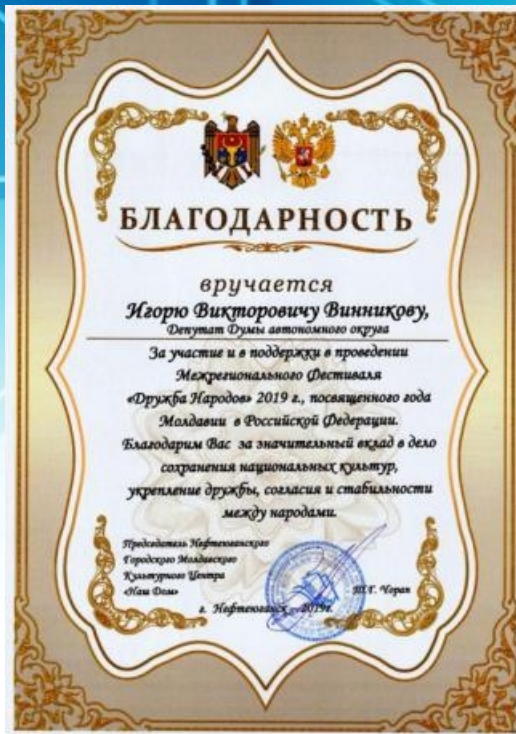 БЛАГОДАРНОСТЬ
вручается
Игорю Викторовичу Винникову,
Депутат Думы автономного округа
За участие и в поддержки в проведении
Межрегионального Фестиваля
«Дружба Народов» 2019 г., посвященного года
Молдавии в Российской Федерации.
Благодарим Вас за значительный вклад в дело
сохранения национальных культур,
укрепление дружбы, согласия и стабильности
между народами.
Председатель Нефтеюганского
Городского Молдавского
Культурного Центра
«Наш Дом»
Т.Г. Чорап
г. Нефтеюганск - 2019г.